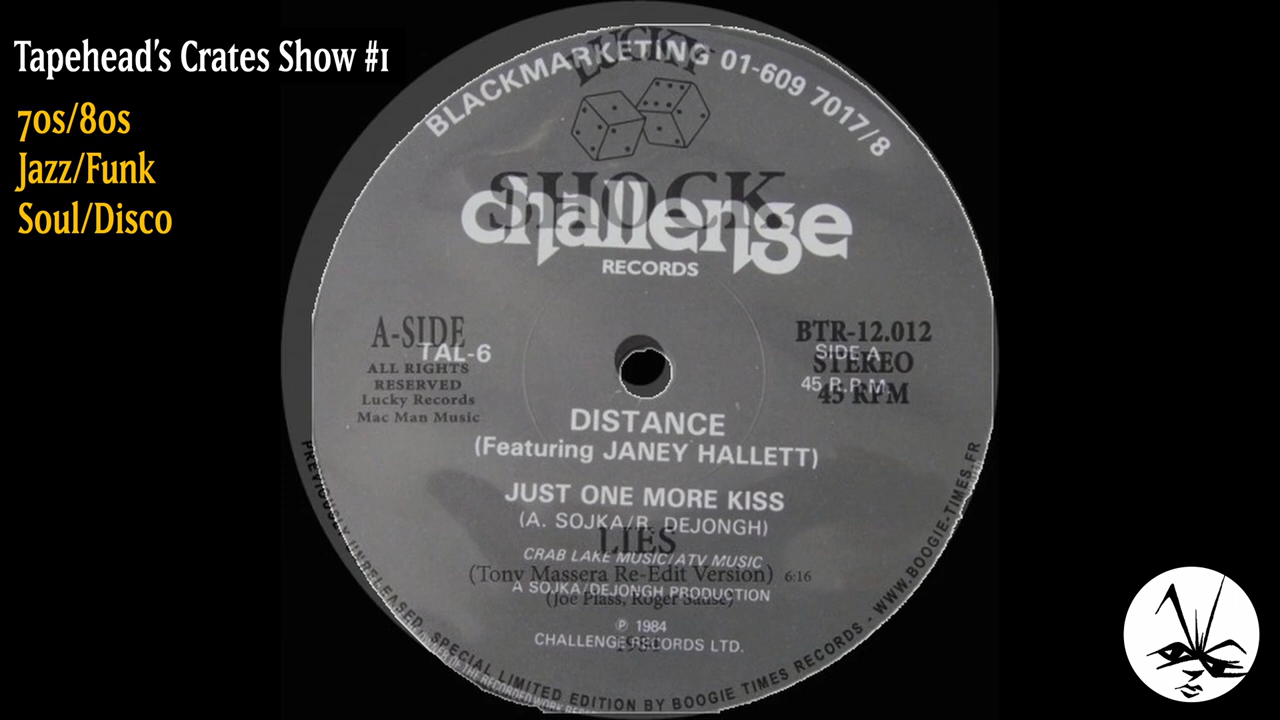 Tapehead's Crates Show #1
70s/80s
Jazz/Funk
Soul/Disco
BLACKMARKETING 01-609 7017/8
LUCKY
SHOCK
challenge
RECORDS
A-SIDE
TAL-6
ALL RIGHTS
RESERVED
Lucky Records
Mac Man Music
BTR-12.012
SIDE A
STEREO
45 R.P.M.
45 RPM
DISTANCE
(Featuring JANEY HALLETT)
JUST ONE MORE KISS
(A. SOJKA/R. DEJONGH)
LIES
CRAB LAKE MUSIC/ATV MUSIC
(Tony Massera Re-Edit Version) 6:16
A SOJKA/DEJONGH PRODUCTION
(Joe Plass, Roger Sause)
℗ 1984
CHALLENGE RECORDS LTD.
PREVIOUSLY UNRELEASED. SPECIAL LIMITED EDITION BY BOOGIE TIMES RECORDS - WWW.BOOGIE-TIMES.FR
OF THE RECORDED WORK